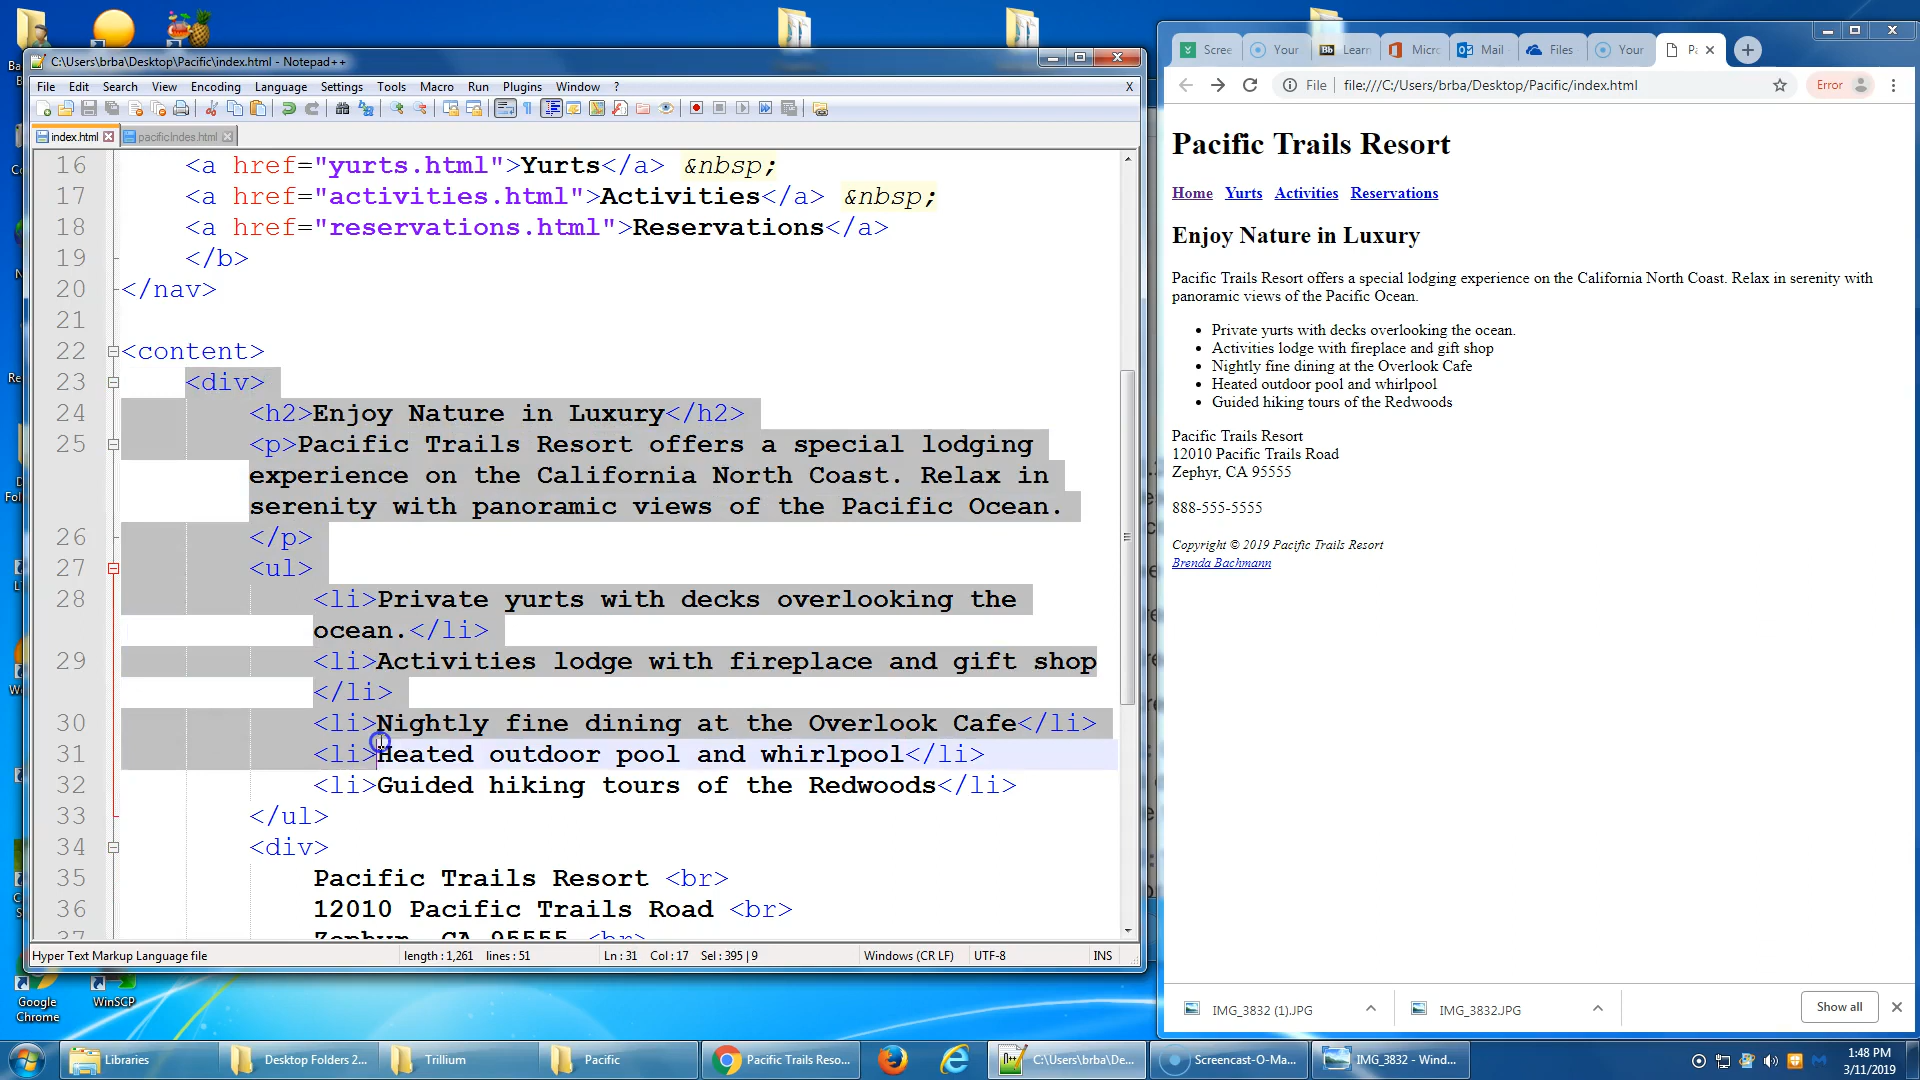 C:\Users\brba\Desktop\Pacific\index.html - Notepad++
File Edit Search View Encoding Language Settings Tools Macro Run Plugins Window ? X
index.html pacificIndes.html
16 <a href="yurts.html">Yurts</a> &nbsp;
17 <a href="activities.html">Activities</a> &nbsp;
18 <a href="reservations.html">Reservations</a>
19 </b>
20 </nav>
21
22 <content>
23 <div>
24 <h2>Enjoy Nature in Luxury</h2>
25 <p>Pacific Trails Resort offers a special lodging
experience on the California North Coast. Relax in
serenity with panoramic views of the Pacific Ocean.
26 </p>
27 <ul>
28 <li>Private yurts with decks overlooking the
ocean.</li>
29 <li>Activities lodge with fireplace and gift shop
</li>
30 <li>Nightly fine dining at the Overlook Cafe</li>
31 <li>Heated outdoor pool and whirlpool</li>
32 <li>Guided hiking tours of the Redwoods</li>
33 </ul>
34 <div>
35 Pacific Trails Resort <br>
36 12010 Pacific Trails Road <br>
37 Zephyr, CA 95555 <br>
Hyper Text Markup Language file length : 1,261 lines : 51 Ln : 31 Col : 17 Sel : 395 | 9 Windows (CR LF) UTF-8 INS
Scree Your Learn Micro Mail Files Your Pa
File file:///C:/Users/brba/Desktop/Pacific/index.html Error
Pacific Trails Resort
Home Yurts Activities Reservations
Enjoy Nature in Luxury
Pacific Trails Resort offers a special lodging experience on the California North Coast. Relax in serenity with
panoramic views of the Pacific Ocean.
• Private yurts with decks overlooking the ocean.
• Activities lodge with fireplace and gift shop
• Nightly fine dining at the Overlook Cafe
• Heated outdoor pool and whirlpool
• Guided hiking tours of the Redwoods
Pacific Trails Resort
12010 Pacific Trails Road
Zephyr, CA 95555
888-555-5555
Copyright © 2019 Pacific Trails Resort
Brenda Bachmann
IMG_3832 (1).JPG IMG_3832.JPG Show all
Google
Chrome
WinSCP
Libraries Desktop Folders 2... Trillium Pacific Pacific Trails Reso... C:\Users\brba\De... Screencast-O-Ma... IMG_3832 - Wind...
1:48 PM
3/11/2019